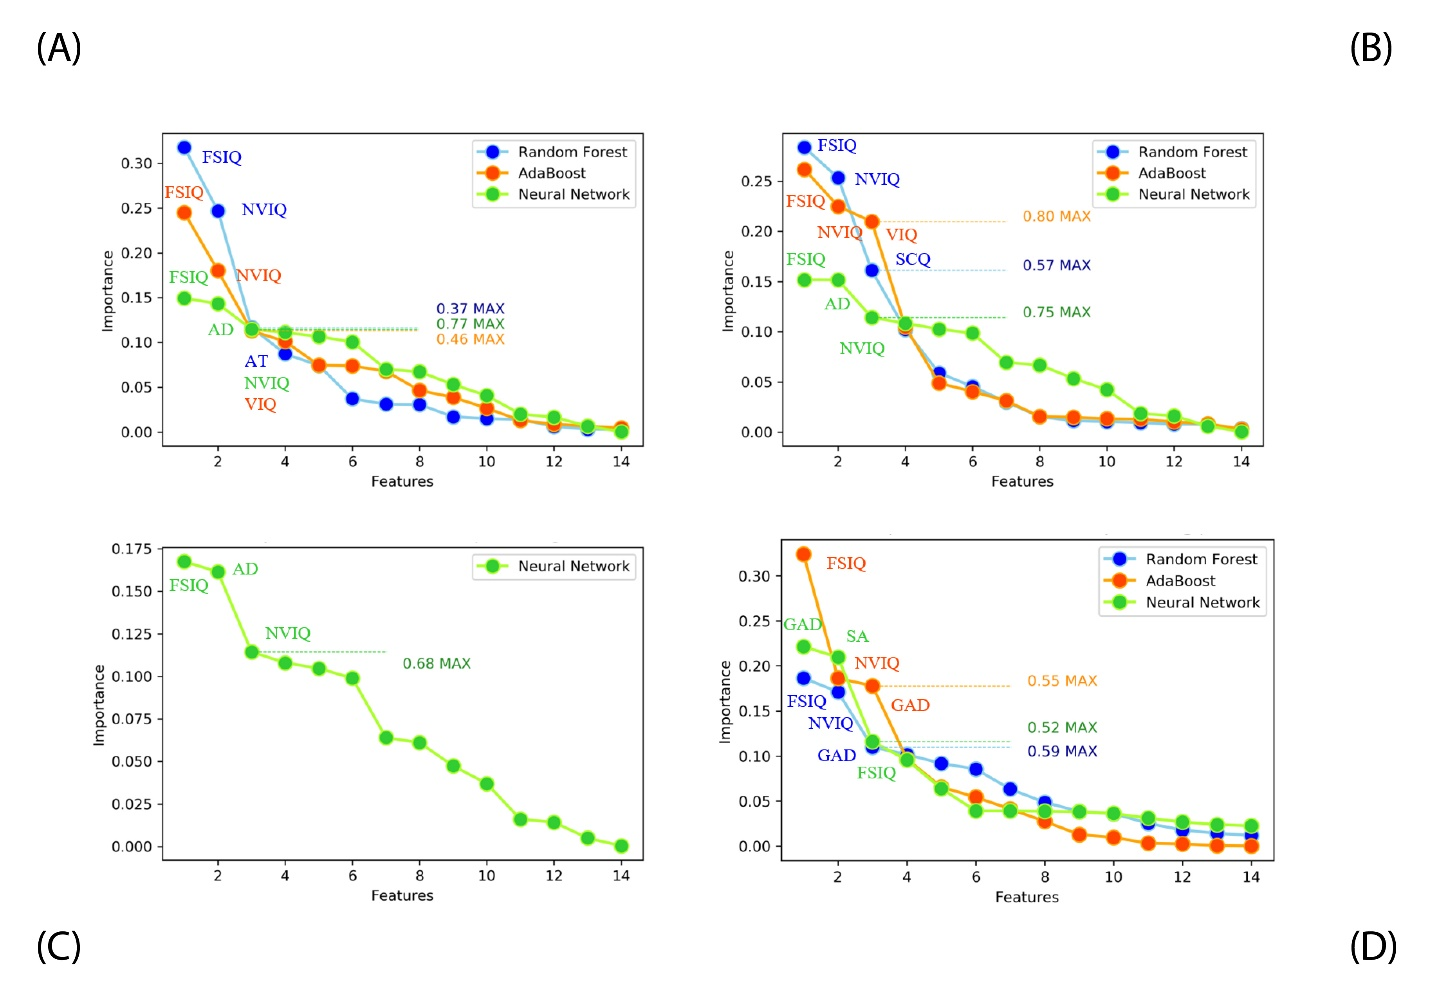 (A)
(B)
Random Forest
AdaBoost
Neural Network
FSIQ
FSIQ
NVIQ
NVIQ
FSIQ
AD
AT
NVIQ
VIQ
0.37 MAX
0.77 MAX
0.46 MAX
Importance
0.30
0.25
0.20
0.15
0.10
0.05
0.00
2 4 6 8 10 12 14
Features
Random Forest
AdaBoost
Neural Network
FSIQ
NVIQ
FSIQ
NVIQ
VIQ
SCQ
FSIQ
AD
NVIQ
0.80 MAX
0.57 MAX
0.75 MAX
Importance
0.25
0.20
0.15
0.10
0.05
0.00
2 4 6 8 10 12 14
Features
Neural Network
FSIQ
AD
NVIQ
0.68 MAX
Importance
0.175
0.150
0.125
0.100
0.075
0.050
0.025
0.000
2 4 6 8 10 12 14
Features
Random Forest
AdaBoost
Neural Network
FSIQ
GAD
SA
NVIQ
FSIQ
GAD
NVIQ
GAD
FSIQ
0.55 MAX
0.52 MAX
0.59 MAX
Importance
0.30
0.25
0.20
0.15
0.10
0.05
0.00
2 4 6 8 10 12 14
Features
(C)
(D)